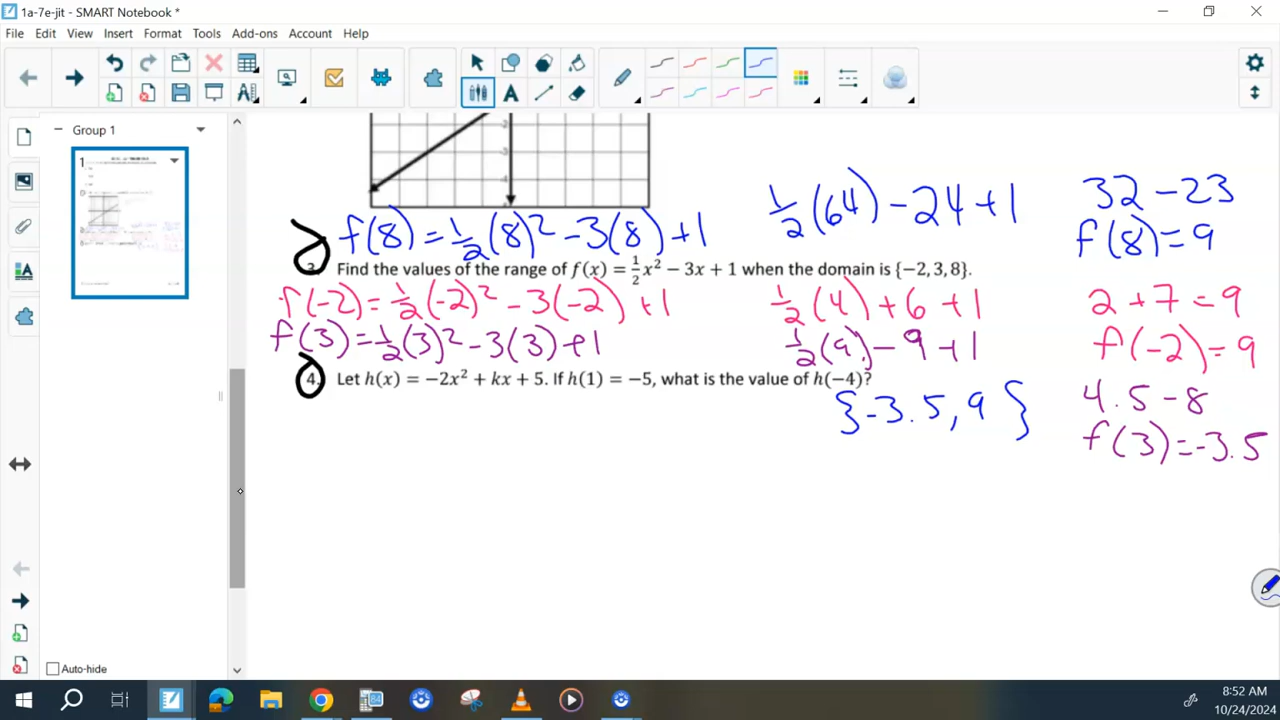 1a-7e-jit - SMART Notebook *
File Edit View Insert Format Tools Add-ons Account Help
Group 1
1
2
3
4
½(64) - 24 + 1
32 - 23
f(8) = ½(8)² - 3(8) + 1
f(8) = 9
3. Find the values of the range of f(x) = ½x² − 3x + 1 when the domain is {−2, 3, 8}.
f(-2) = ½(-2)² - 3(-2) + 1
½(4) + 6 + 1
2 + 7 = 9
f(3) = ½(3)² - 3(3) + 1
½(9) - 9 + 1
f(-2) = 9
4. Let h(x) = −2x² + kx + 5. If h(1) = −5, what is the value of h(−4)?
{-3.5, 9 }
4.5 - 8
f(3) = -3.5
Auto-hide
8:52 AM
10/24/2024